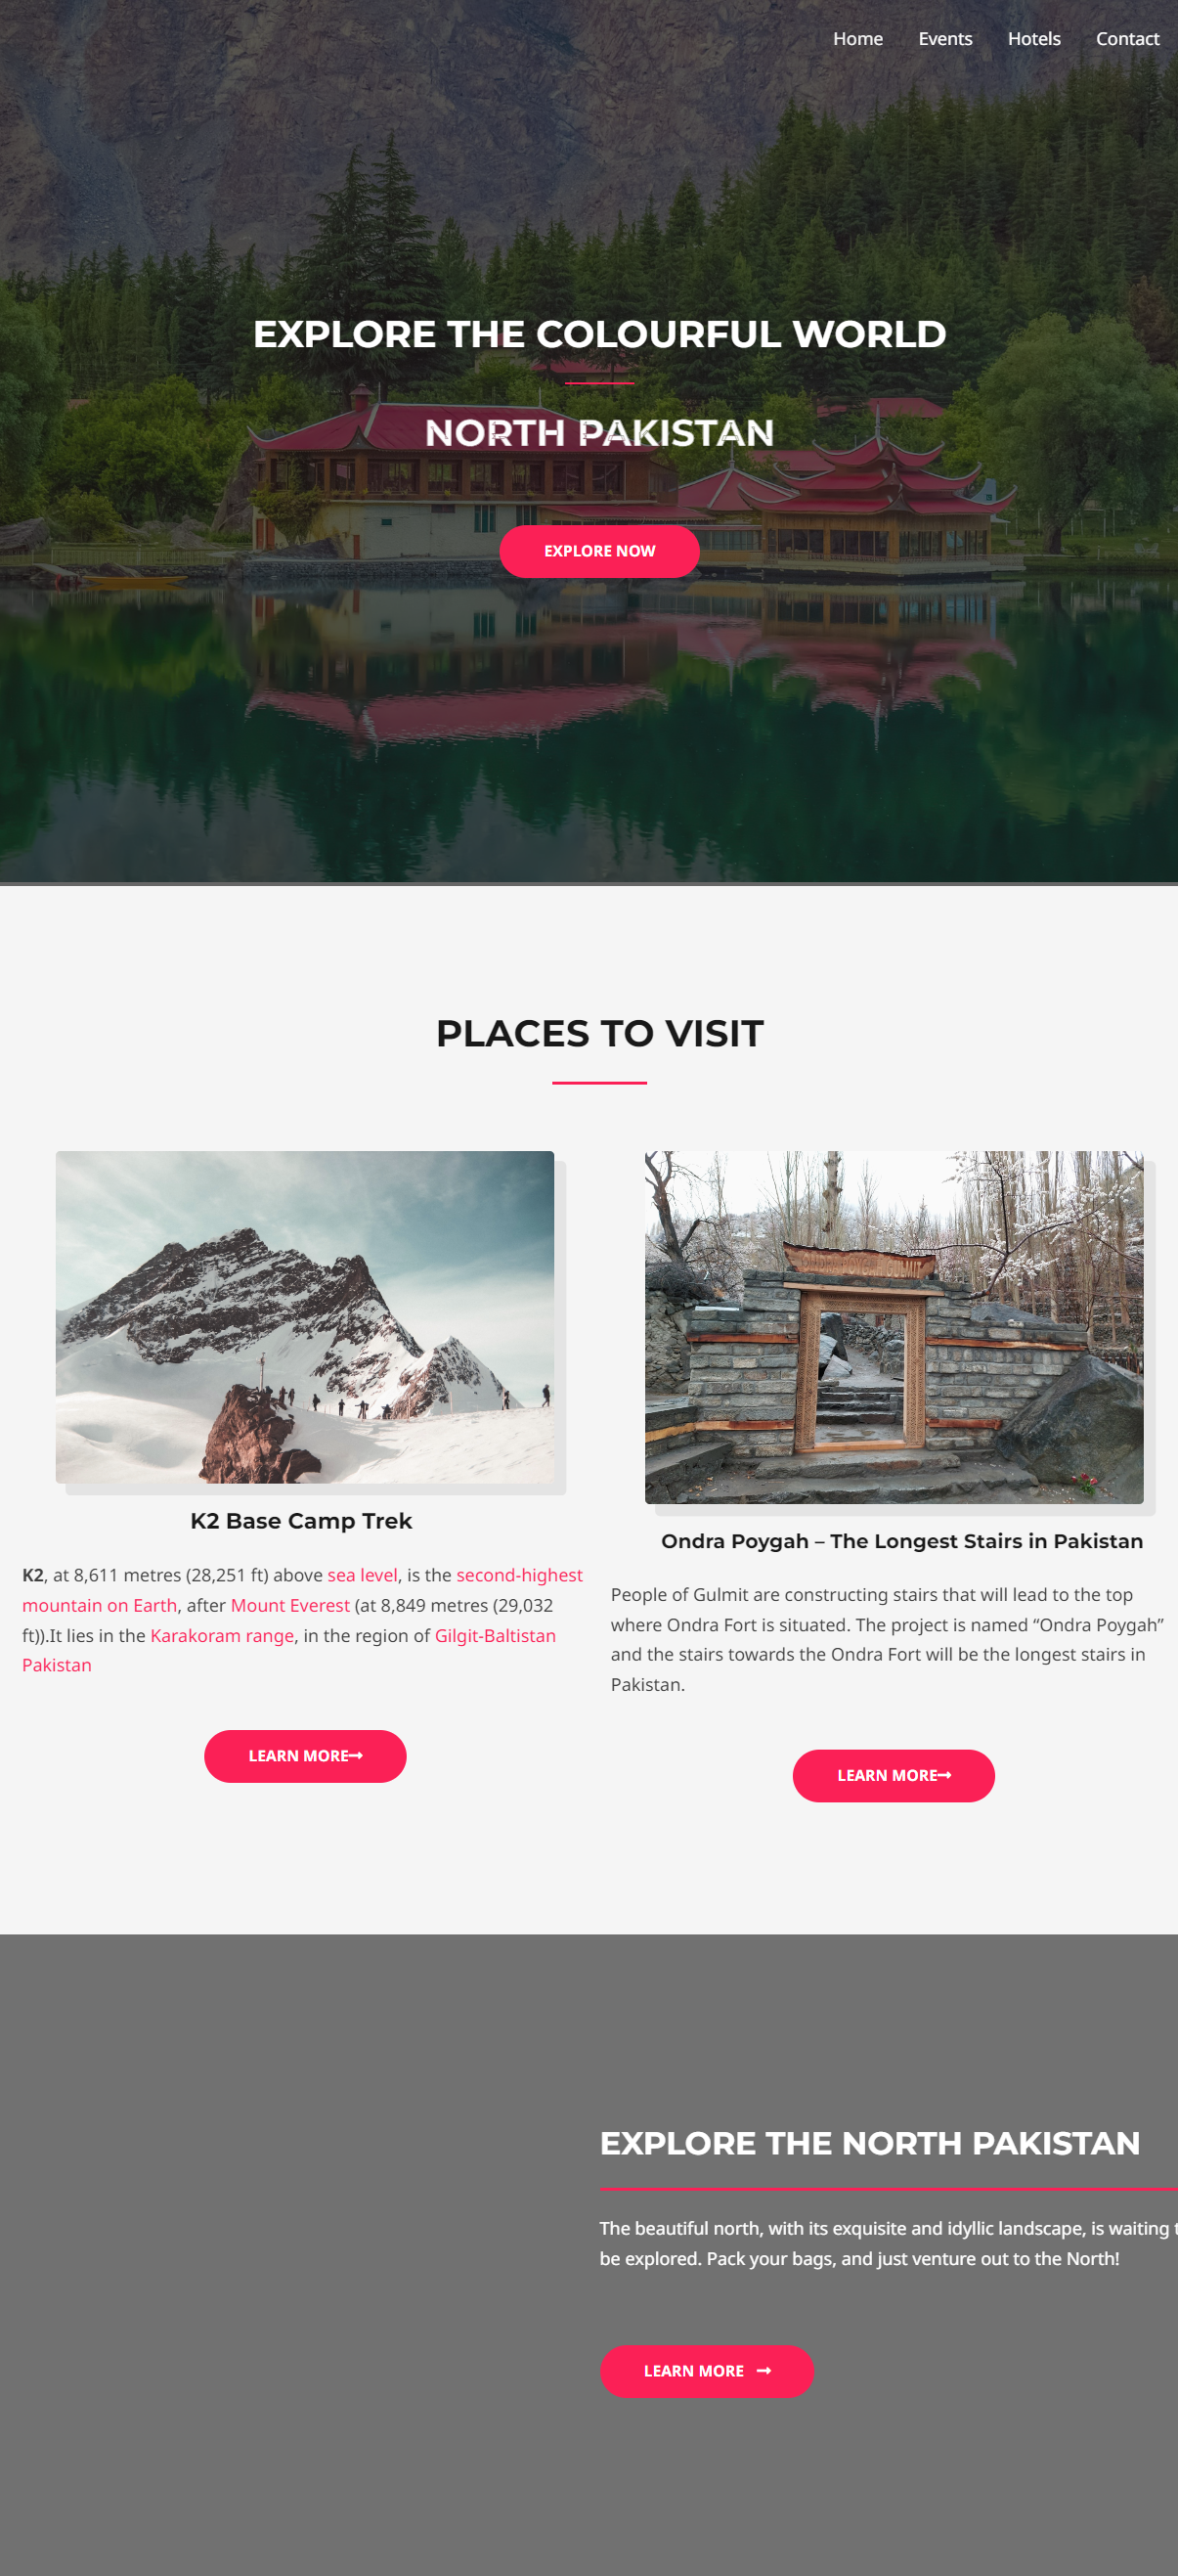 Home Events Hotels Contact
EXPLORE THE COLOURFUL WORLD
NORTH PAKISTAN
EXPLORE NOW
PLACES TO VISIT
K2 Base Camp Trek
K2, at 8,611 metres (28,251 ft) above sea level, is the second-highest
mountain on Earth, after Mount Everest (at 8,849 metres (29,032
ft)).It lies in the Karakoram range, in the region of Gilgit-Baltistan
Pakistan
LEARN MORE
Ondra Poygah – The Longest Stairs in Pakistan
People of Gulmit are constructing stairs that will lead to the top
where Ondra Fort is situated. The project is named “Ondra Poygah”
and the stairs towards the Ondra Fort will be the longest stairs in
Pakistan.
LEARN MORE
EXPLORE THE NORTH PAKISTAN
The beautiful north, with its exquisite and idyllic landscape, is waiting
be explored. Pack your bags, and just venture out to the North!
LEARN MORE